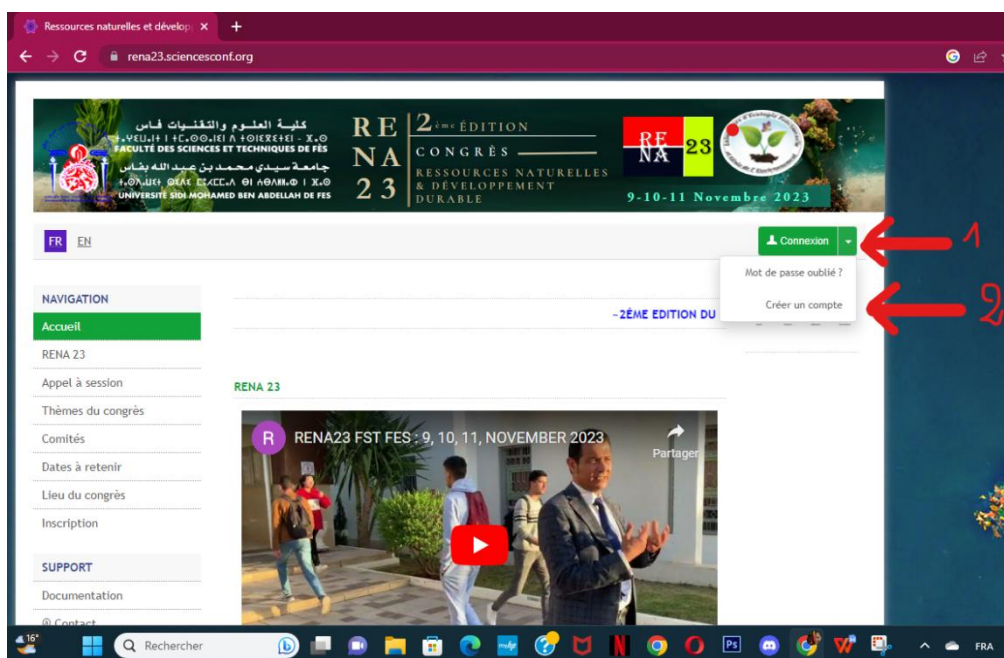 Ressources naturelles et dévelop
rena23.sciencesconf.org
كلية العلوم والتقنيات فاس
FACULTÉ DES SCIENCES ET TECHNIQUES DE FÈS
جامعة سيدي محمد بن عبد الله بفاس
UNIVERSITÉ SIDI MOHAMED BEN ABDELLAH DE FES
RE
NA
23
2ème ÉDITION
CONGRÈS
RESSOURCES NATURELLES
& DÉVELOPPEMENT
DURABLE
RE
NA
23
9-10-11 Novembre 2023
FR EN
Connexion
1
Mot de passe oublié ?
Créer un compte
2
NAVIGATION
Accueil
RENA 23
Appel à session
Thèmes du congrès
Comités
Dates à retenir
Lieu du congrès
Inscription
SUPPORT
Documentation
@ Contact
~2ÈME EDITION DU
RENA 23
R
RENA23 FST FES : 9, 10, 11, NOVEMBER 2023
Partager
16°
Rechercher
FRA